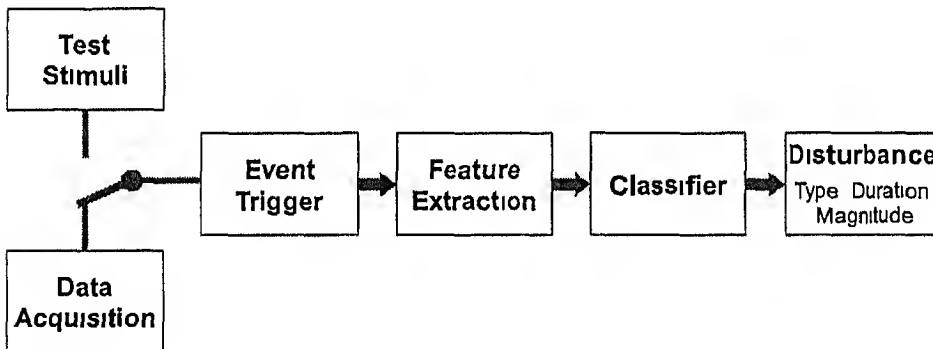 Test
Stimuli
Event
Trigger
Feature
Extraction
Classifier
Disturbance
Type Duration
Magnitude
Data
Acquisition